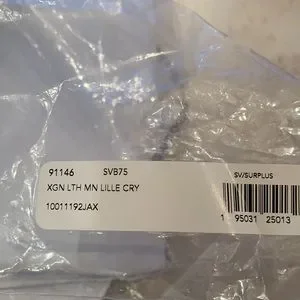 91146 SVB75 SV/SURPLUS
XGN LTH MN LILLE CRY
10011192JAX
1 95031 25013